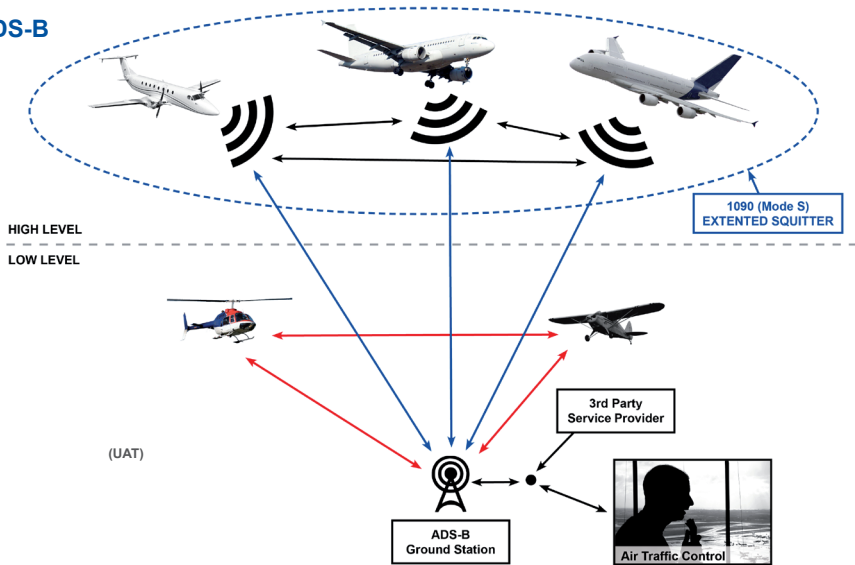 DS-B
1090 (Mode S)
EXTENTED SQUITTER
HIGH LEVEL
LOW LEVEL
3rd Party
Service Provider
(UAT)
ADS-B
Ground Station
Air Traffic Control